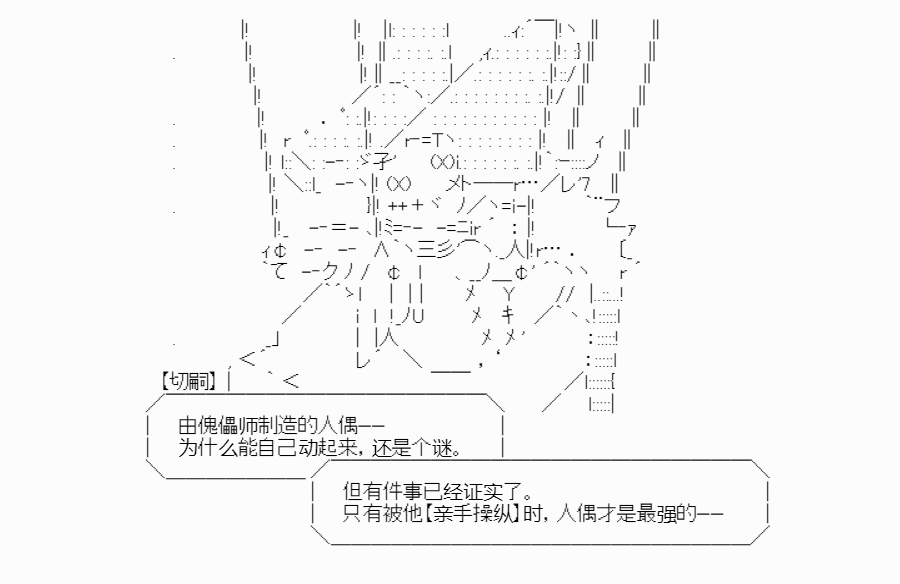 【切嗣】
由傀儡师制造的人偶——
为什么能自己动起来，还是个谜。
但有件事已经证实了。
只有被他【亲手操纵】时，人偶才是最强的——